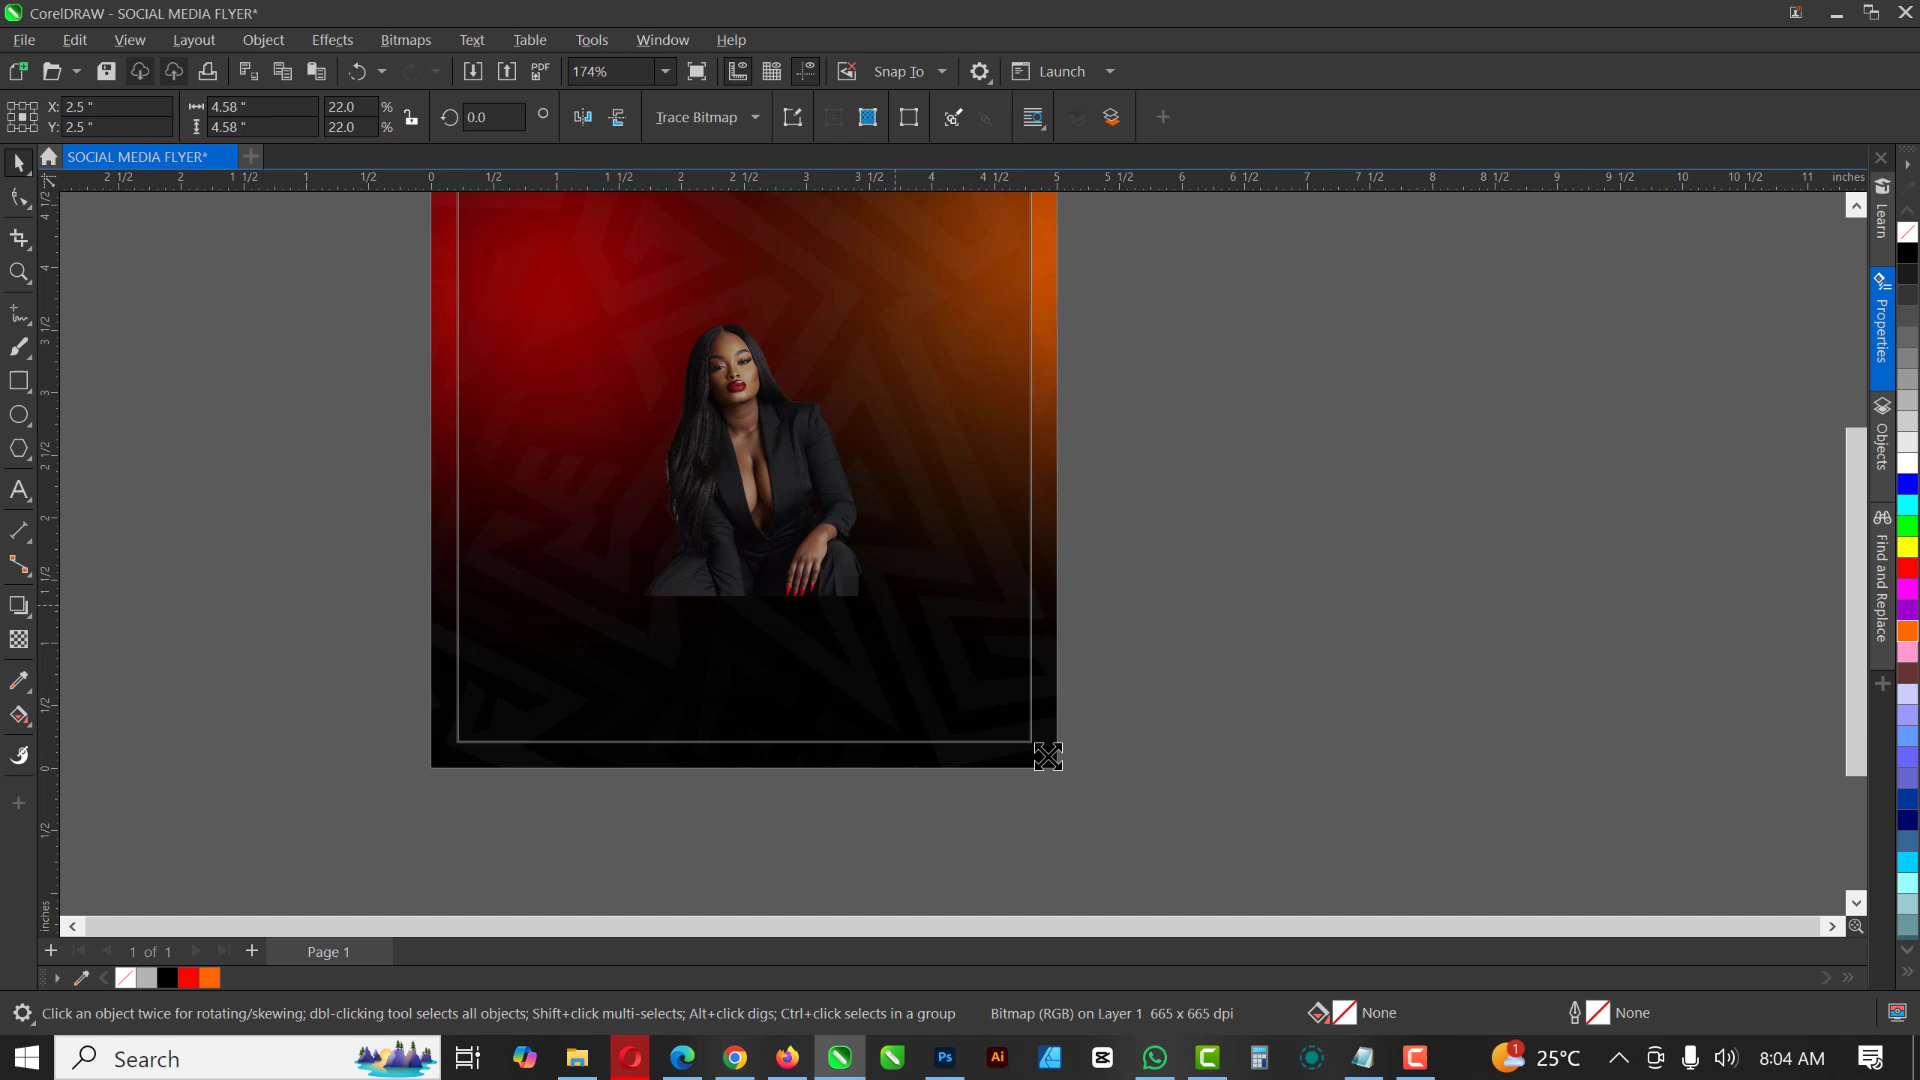 CorelDRAW - SOCIAL MEDIA FLYER*
File Edit View Layout Object Effects Bitmaps Text Table Tools Window Help
PDF 174% Snap To Launch
X: 2.5 " 4.58 " 22.0 %
Y: 2.5 " 4.58 " 22.0 %
0.0 Trace Bitmap
SOCIAL MEDIA FLYER*
2 1/2 2 1 1/2 1 1/2 0 1/2 1 1 1/2 2 2 1/2 3 3 1/2 4 4 1/2 5 5 1/2 6 6 1/2 7 7 1/2 8 8 1/2 9 9 1/2 10 10 1/2 11 inches
4 1/2
4
3 1/2
3
2 1/2
2
1 1/2
1
1/2
0
1/2
inches
Learn
Properties
Objects
Find and Replace
1 of 1 Page 1
Click an object twice for rotating/skewing; dbl-clicking tool selects all objects; Shift+click multi-selects; Alt+click digs; Ctrl+click selects in a group Bitmap (RGB) on Layer 1 665 x 665 dpi None None
Search Ps Ai 1 25°C 8:04 AM